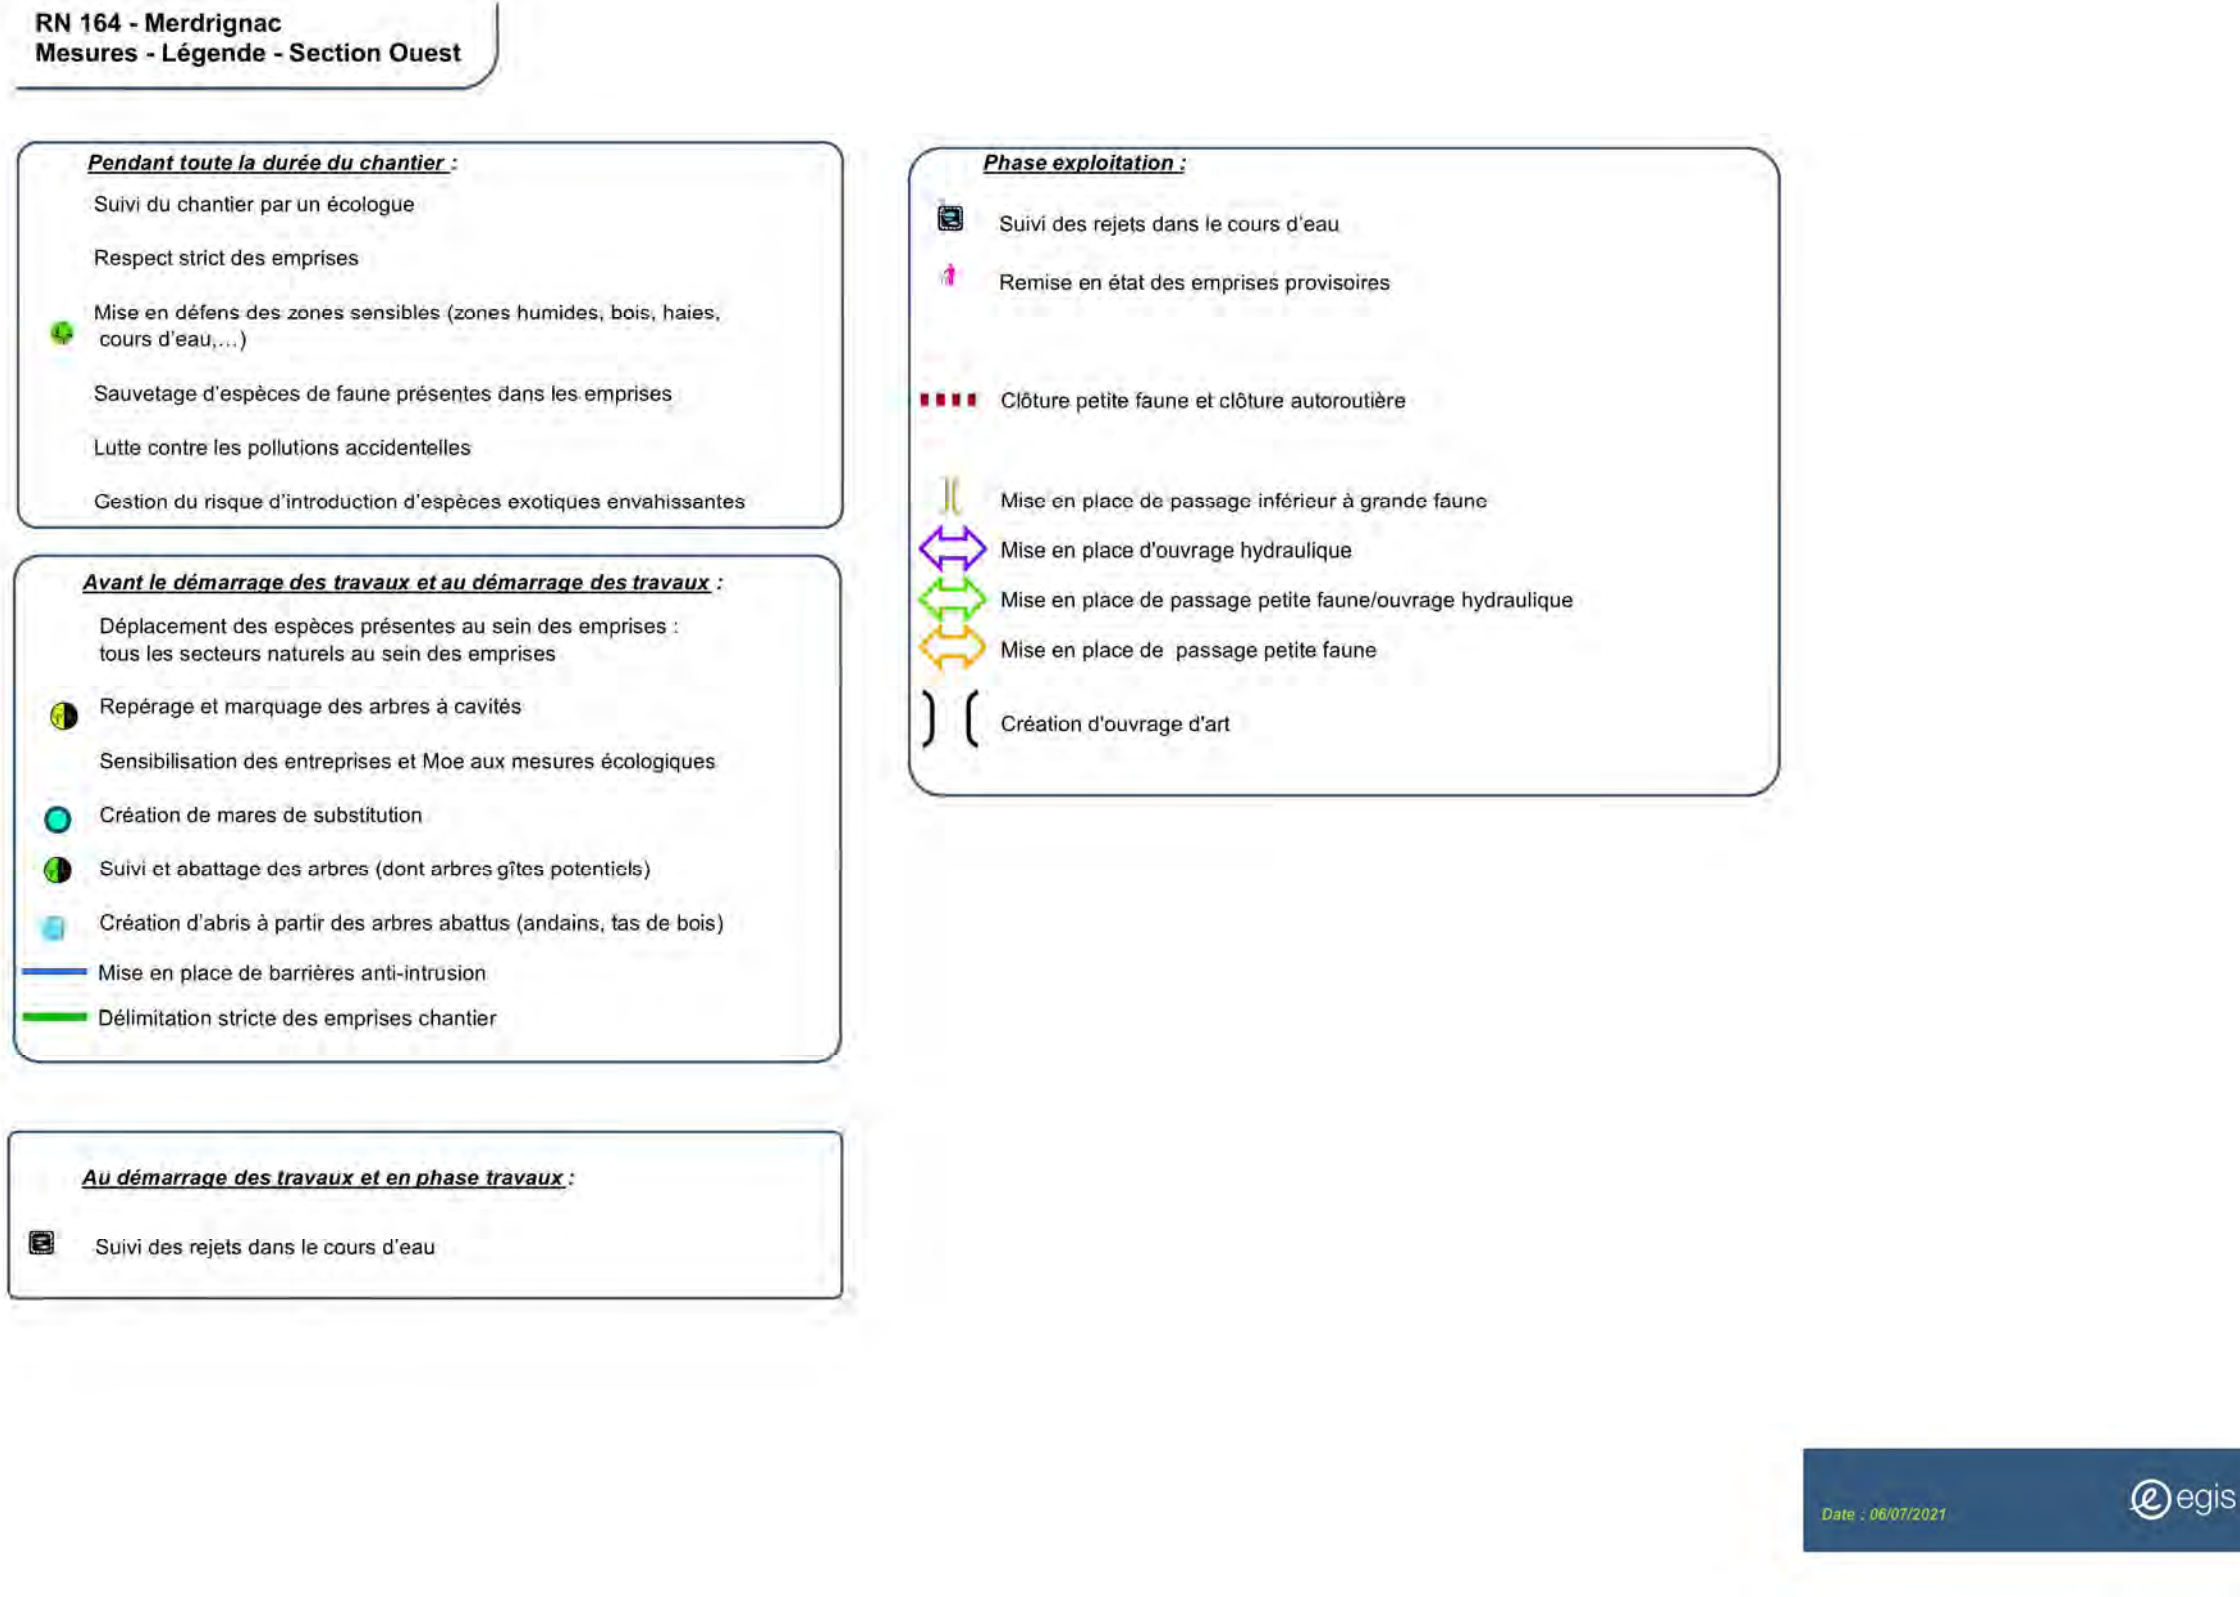 RN 164 - Merdrignac
Mesures - Légende - Section Ouest
Pendant toute la durée du chantier :
Suivi du chantier par un écologue
Respect strict des emprises
Mise en défens des zones sensibles (zones humides, bois, haies,
cours d'eau,...)
Sauvetage d'espèces de faune présentes dans les emprises
Lutte contre les pollutions accidentelles
Gestion du risque d'introduction d'espèces exotiques envahissantes
Avant le démarrage des travaux et au démarrage des travaux :
Déplacement des espèces présentes au sein des emprises :
tous les secteurs naturels au sein des emprises
Repérage et marquage des arbres à cavités
Sensibilisation des entreprises et Moe aux mesures écologiques
Création de mares de substitution
Suivi et abattage des arbres (dont arbres gîtes potentiels)
Création d'abris à partir des arbres abattus (andains, tas de bois)
Mise en place de barrières anti-intrusion
Délimitation stricte des emprises chantier
Au démarrage des travaux et en phase travaux :
Suivi des rejets dans le cours d'eau
Phase exploitation :
Suivi des rejets dans le cours d'eau
Remise en état des emprises provisoires
Clôture petite faune et clôture autoroutière
Mise en place de passage inférieur à grande faune
Mise en place d'ouvrage hydraulique
Mise en place de passage petite faune/ouvrage hydraulique
Mise en place de passage petite faune
Création d'ouvrage d'art
Date : 06/07/2021
egis